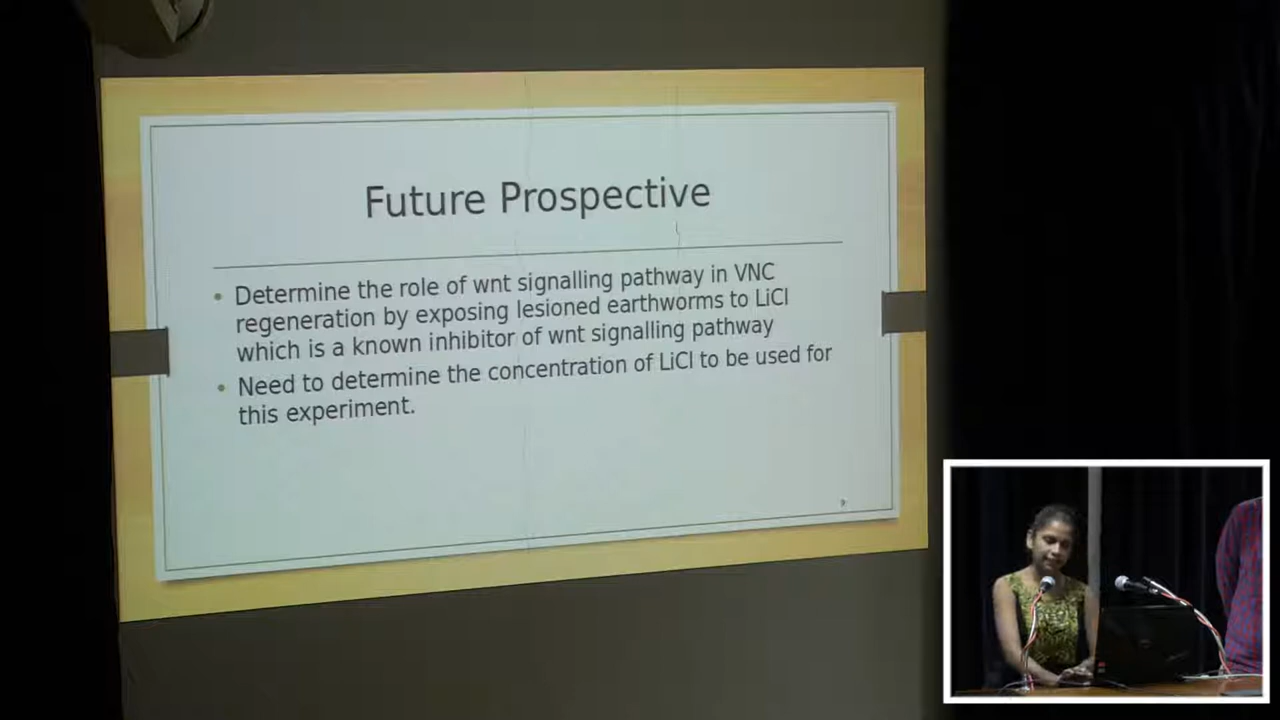 Future Prospective
• Determine the role of wnt signalling pathway in VNC
regeneration by exposing lesioned earthworms to LiCl
which is a known inhibitor of wnt signalling pathway
• Need to determine the concentration of LiCl to be used for
this experiment.